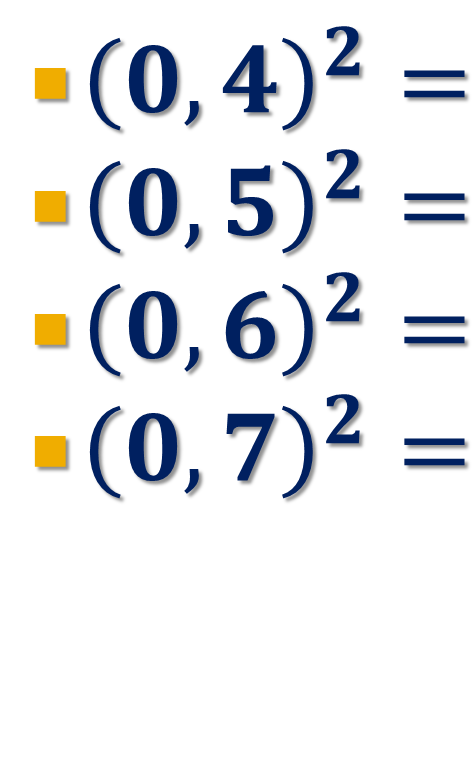 ▪ (0, 4)² =
▪ (0, 5)² =
▪ (0, 6)² =
▪ (0, 7)² =